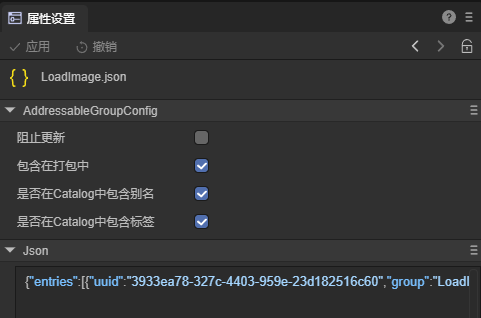 属性设置
应用 撤销
{ } LoadImage.json
AddressableGroupConfig
阻止更新
包含在打包中
是否在Catalog中包含别名
是否在Catalog中包含标签
Json
{"entries":[{"uuid":"3933ea78-327c-4403-959e-23d182516c60","group":"LoadI